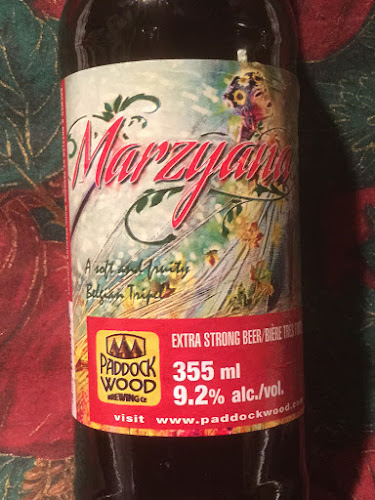 Marzyana
A soft and fruity
Belgian Tripel
EXTRA STRONG BEER/BIÈRE TRÈS
355 ml
9.2% alc./vol.
PADDOCK
WOOD
BREWING CO
visit www.paddockwood.com